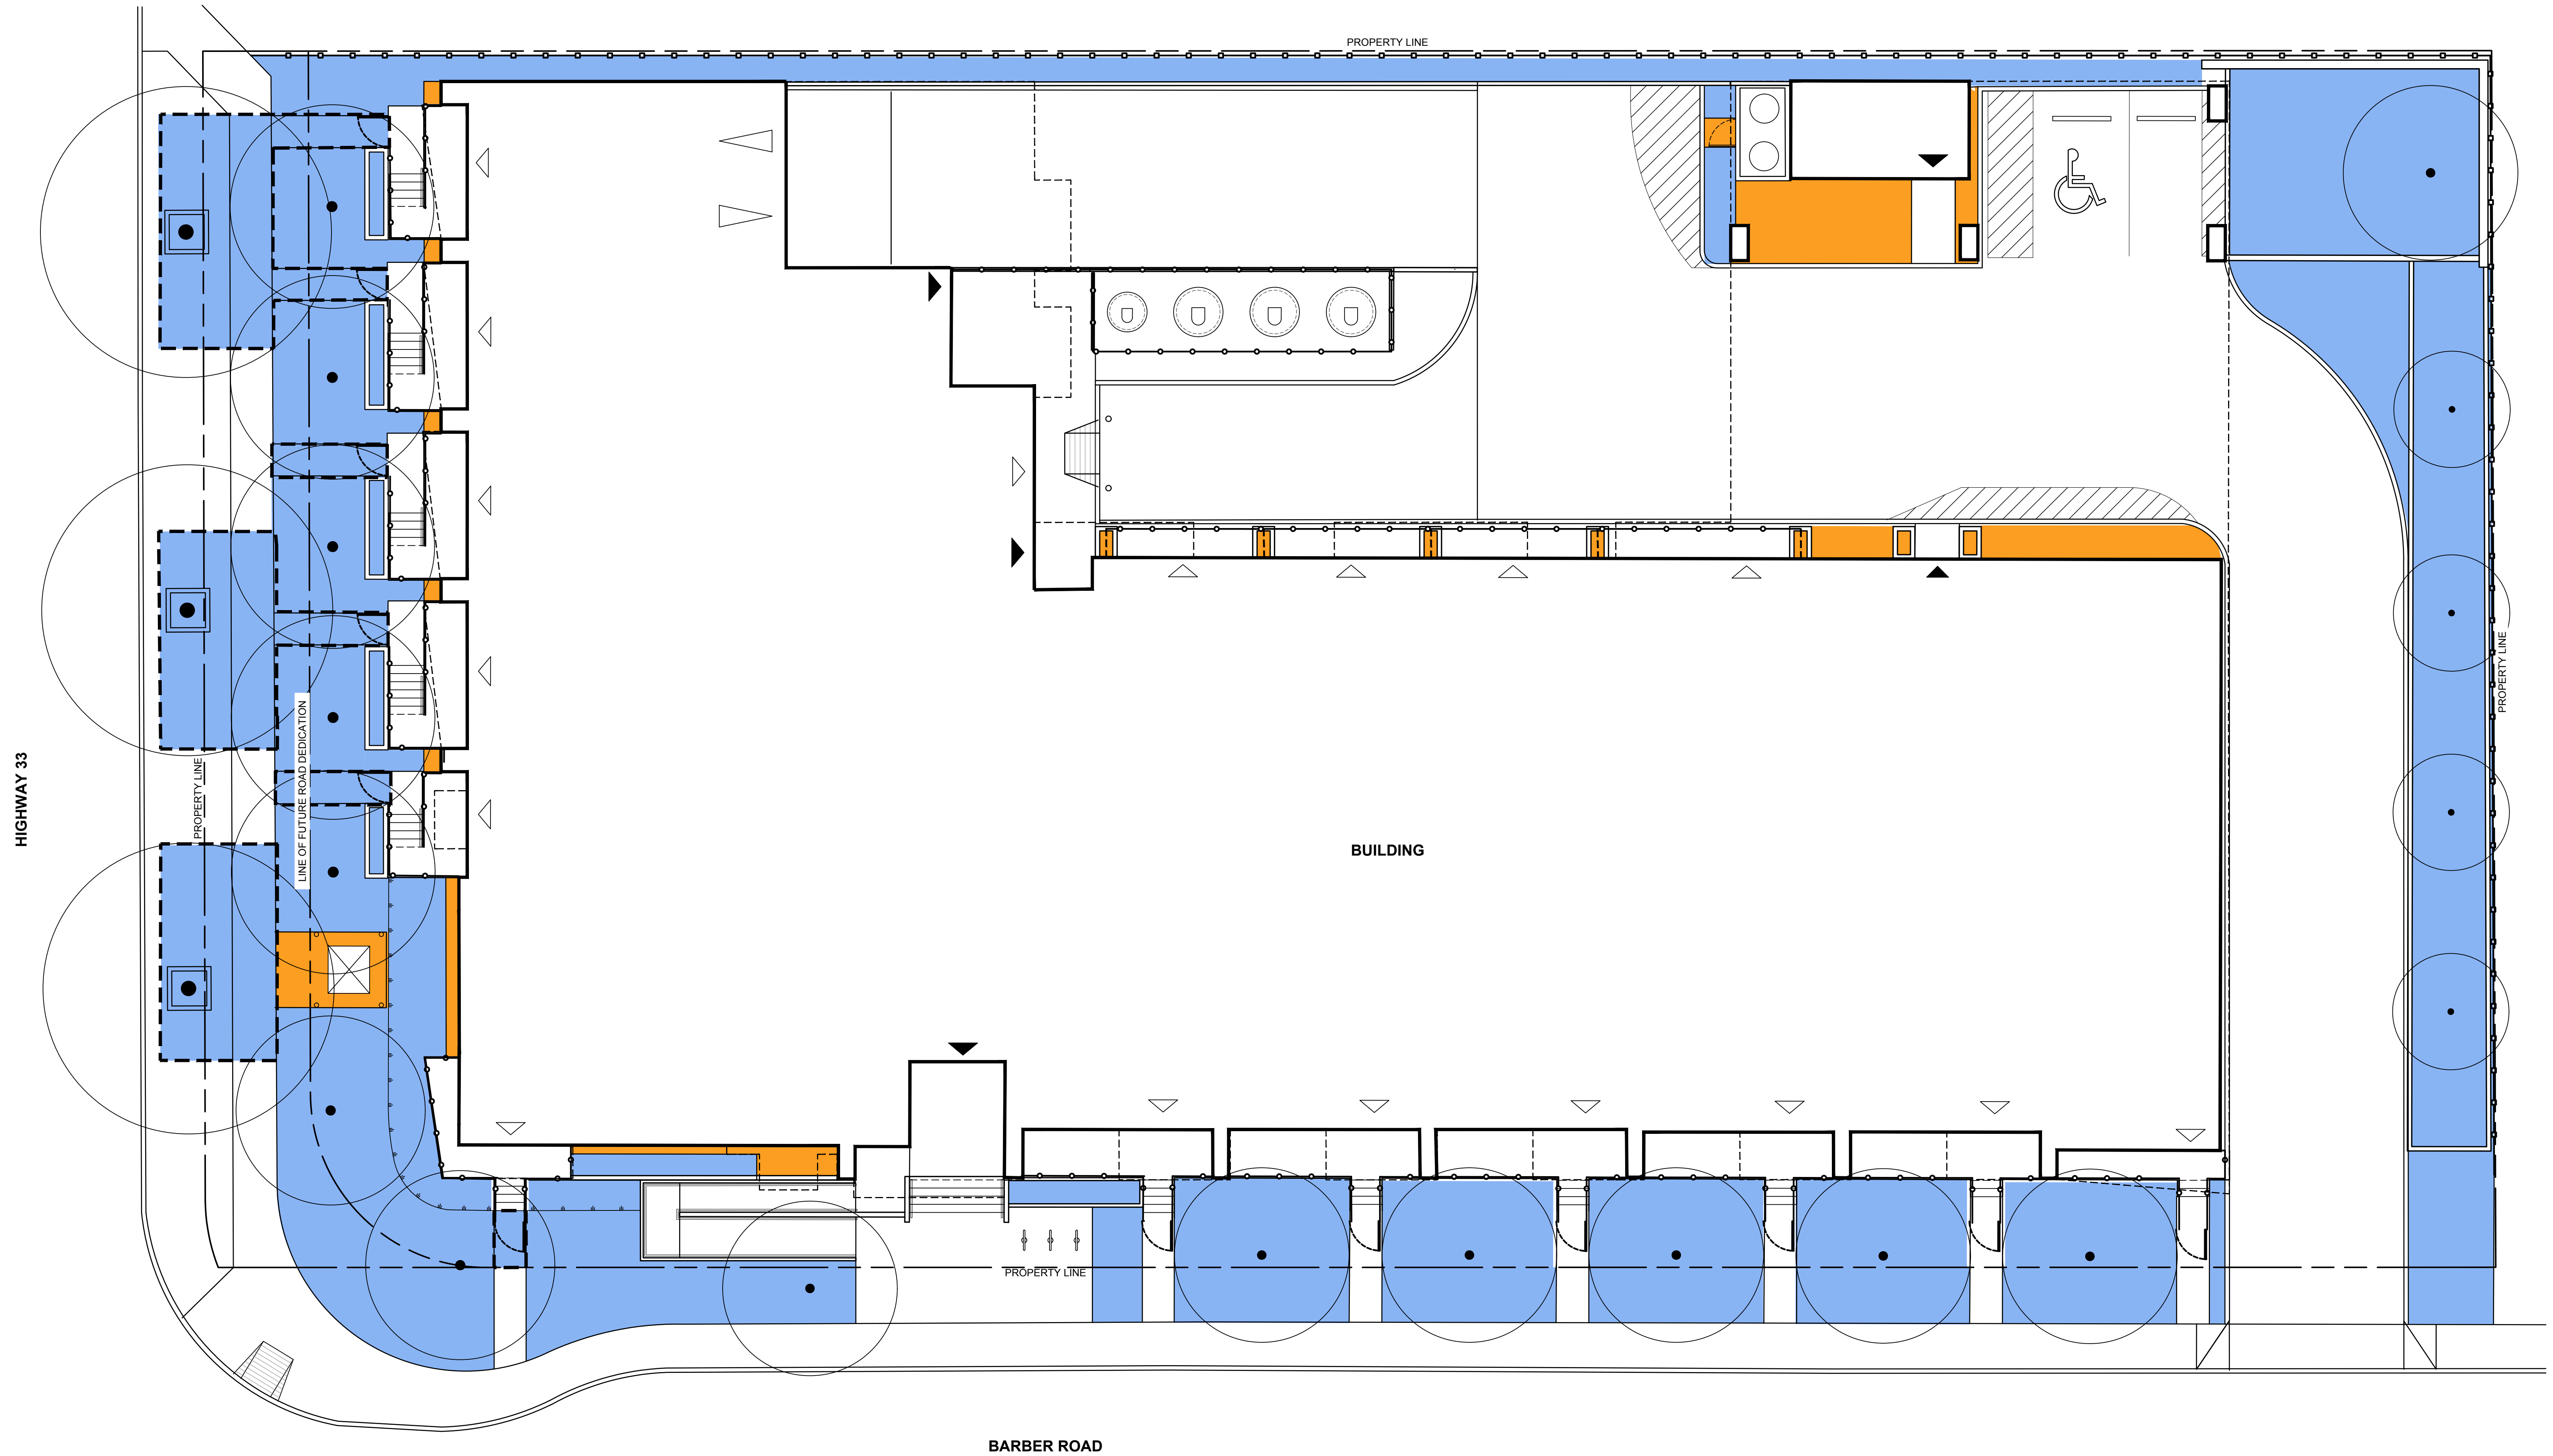 PROPERTY LINE
HIGHWAY 33
PROPERTY LINE
LINE OF FUTURE ROAD DEDICATION
BUILDING
PROPERTY LINE
PROPERTY LINE
BARBER ROAD